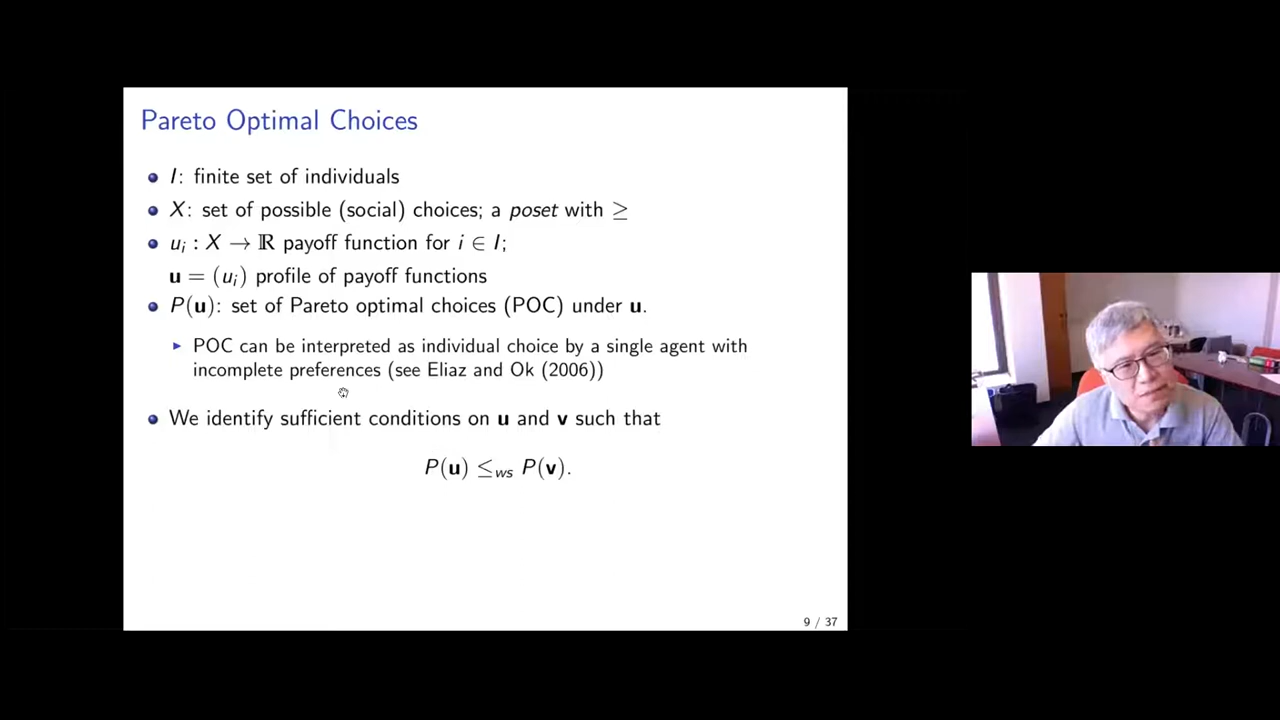 Pareto Optimal Choices
I: finite set of individuals
X: set of possible (social) choices; a poset with ≥
uᵢ : X → ℝ payoff function for i ∈ I;
u = (uᵢ) profile of payoff functions
P(u): set of Pareto optimal choices (POC) under u.
POC can be interpreted as individual choice by a single agent with
incomplete preferences (see Eliaz and Ok (2006))
We identify sufficient conditions on u and v such that
P(u) ≤ws P(v).
9 / 37